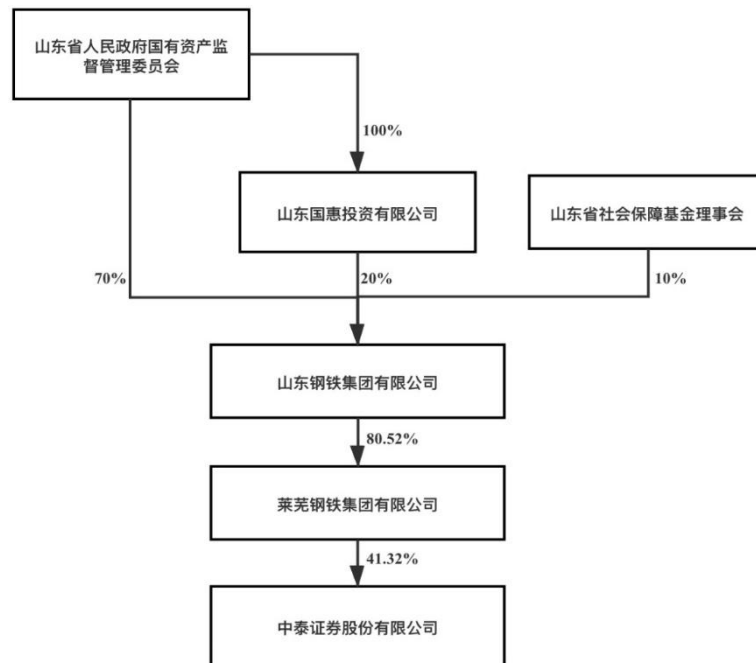 山东省人民政府国有资产监
督管理委员会
100%
山东国惠投资有限公司
山东省社会保障基金理事会
70%
20%
10%
山东钢铁集团有限公司
80.52%
莱芜钢铁集团有限公司
41.32%
中泰证券股份有限公司